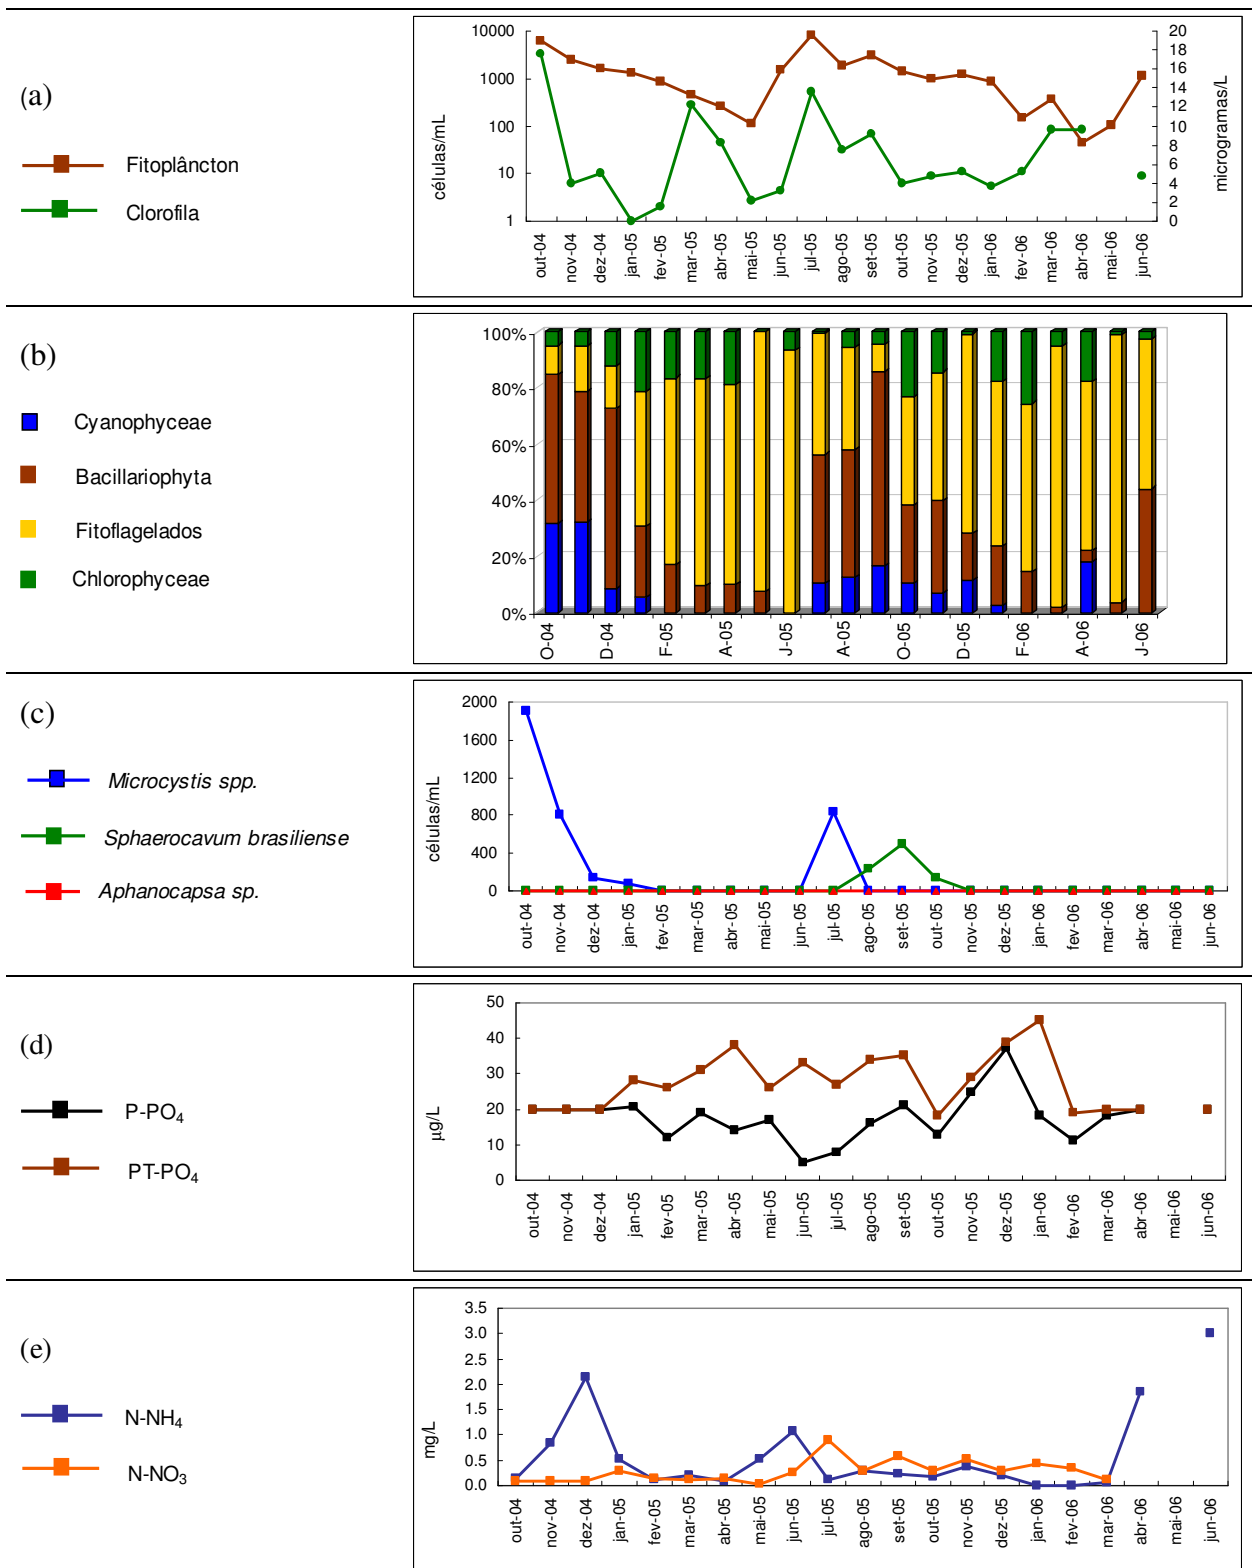 (a)
Fitoplâncton
Clorofila
10000
1000
100
10
1
células/mL
20
18
16
14
12
10
8
6
4
2
0
microgramas/L
out-04
nov-04
dez-04
jan-05
fev-05
mar-05
abr-05
mai-05
jun-05
jul-05
ago-05
set-05
out-05
nov-05
dez-05
jan-06
fev-06
mar-06
abr-06
mai-06
jun-06
(b)
Cyanophyceae
Bacillariophyta
Fitoflagelados
Chlorophyceae
100%
80%
60%
40%
20%
0%
O-04
D-04
F-05
A-05
J-05
A-05
O-05
D-05
F-06
A-06
J-06
(c)
Microcystis spp.
Sphaerocavum brasiliense
Aphanocapsa sp.
2000
1600
1200
800
400
0
células/mL
out-04
nov-04
dez-04
jan-05
fev-05
mar-05
abr-05
mai-05
jun-05
jul-05
ago-05
set-05
out-05
nov-05
dez-05
jan-06
fev-06
mar-06
abr-06
mai-06
jun-06
(d)
P-PO₄
PT-PO₄
50
40
30
20
10
0
µg/L
out-04
nov-04
dez-04
jan-05
fev-05
mar-05
abr-05
mai-05
jun-05
jul-05
ago-05
set-05
out-05
nov-05
dez-05
jan-06
fev-06
mar-06
abr-06
mai-06
jun-06
(e)
N-NH₄
N-NO₃
3.5
3.0
2.5
2.0
1.5
1.0
0.5
0.0
mg/L
out-04
nov-04
dez-04
jan-05
fev-05
mar-05
abr-05
mai-05
jun-05
jul-05
ago-05
set-05
out-05
nov-05
dez-05
jan-06
fev-06
mar-06
abr-06
mai-06
jun-06